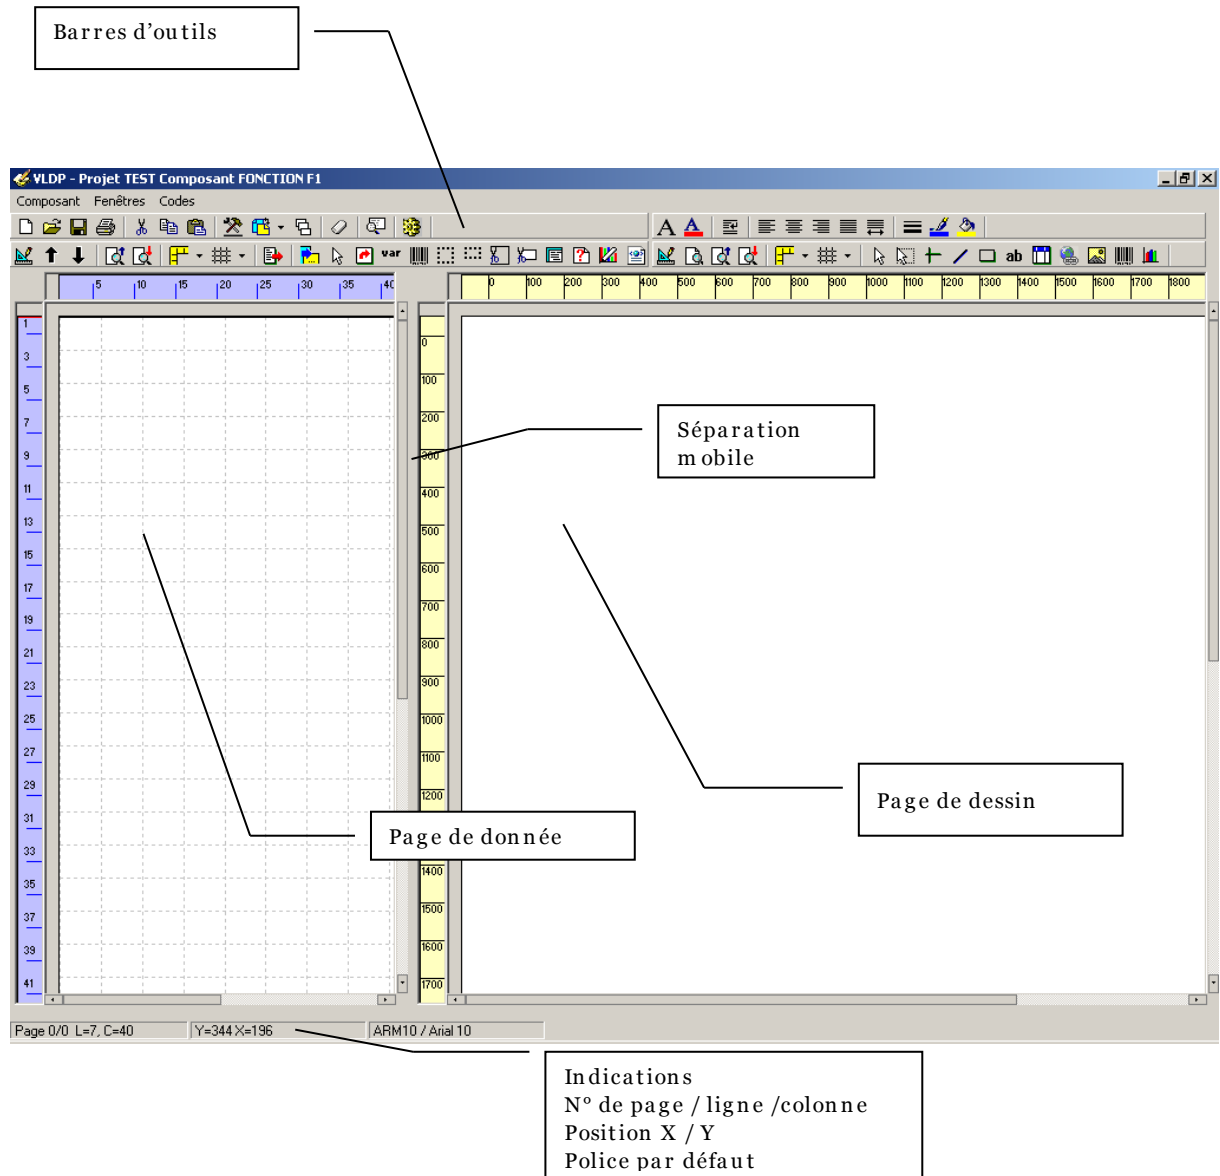 Barres d'outils
VLDP - Projet TEST Composant FONCTION F1
Composant Fenêtres Codes
A A
var
ab
5 10 15 20 25 30 35 40
0 100 200 300 400 500 600 700 800 900 1000 1100 1200 1300 1400 1500 1600 1700 1800
1
3
5
7
9
11
13
15
17
19
21
23
25
27
29
31
33
35
37
39
41
0
100
200
300
400
500
600
700
800
900
1000
1100
1200
1400
1500
1600
1700
Séparation
mobile
Page de donnée
Page de dessin
Page 0/0 L=7, C=40
Y=344 X=196
ARM10 / Arial 10
Indications
N° de page / ligne /colonne
Position X / Y
Police par défaut